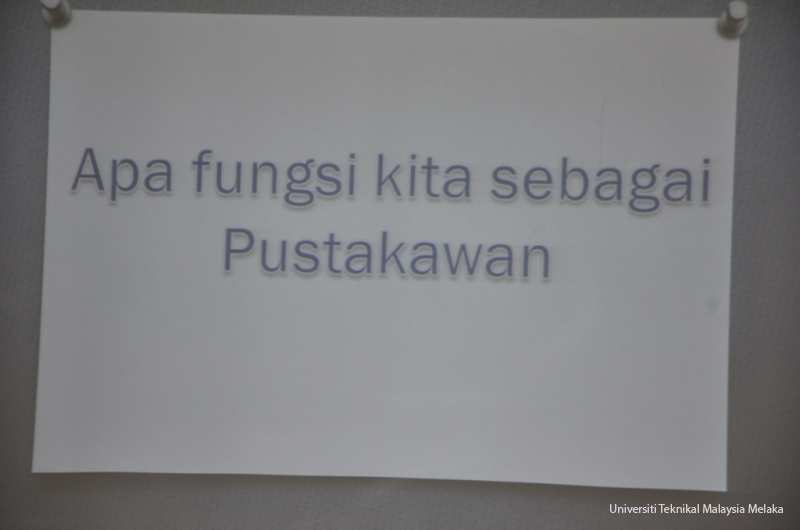 Apa fungsi kita sebagai
Pustakawan
Universiti Teknikal Malaysia Melaka